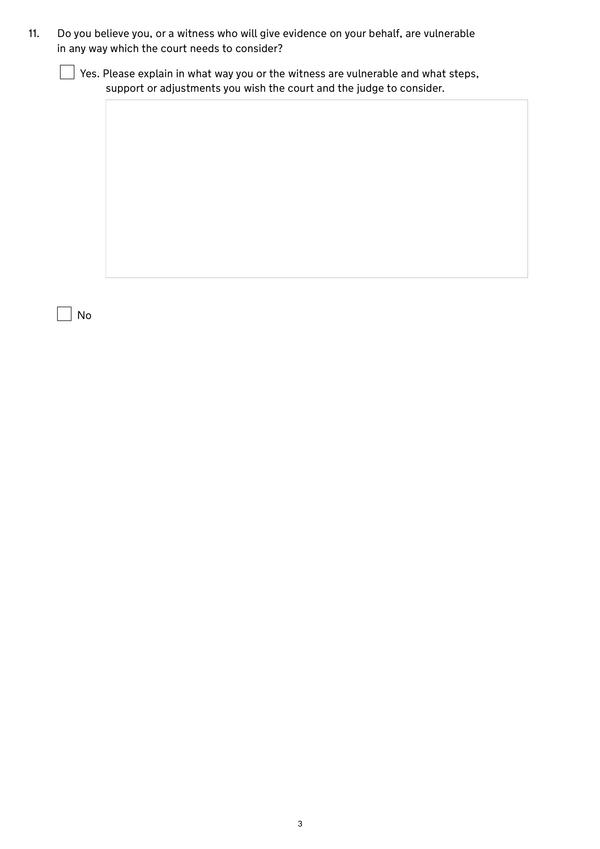 11. Do you believe you, or a witness who will give evidence on your behalf, are vulnerable
in any way which the court needs to consider?
Yes. Please explain in what way you or the witness are vulnerable and what steps,
support or adjustments you wish the court and the judge to consider.
No
3